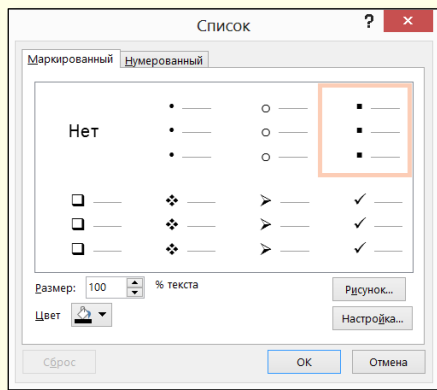 Список
Маркированный Нумерованный
Нет
Размер: 100 % текста
Рисунок...
Цвет
Настройка...
Сброс ОК Отмена